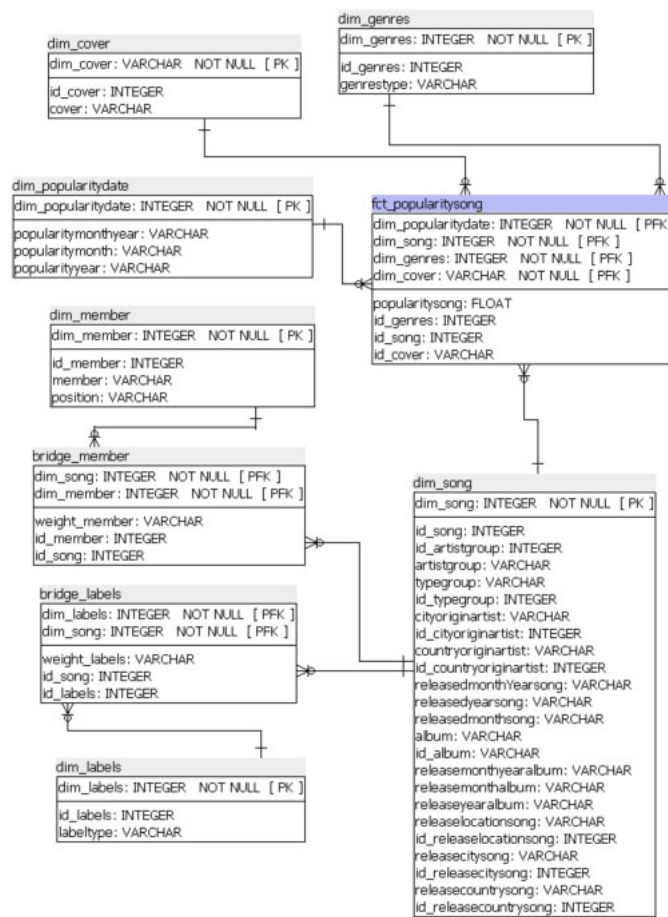 dim_cover
dim_cover: VARCHAR NOT NULL [ PK ]
id_cover: INTEGER
cover: VARCHAR
dim_genres
dim_genres: INTEGER NOT NULL [ PK ]
id_genres: INTEGER
genrestype: VARCHAR
dim_popularitydate
dim_popularitydate: INTEGER NOT NULL [ PK ]
popularitymonthyear: VARCHAR
popularitymonth: VARCHAR
popularityyear: VARCHAR
fct_popularitysong
dim_popularitydate: INTEGER NOT NULL [ PFK ]
dim_song: INTEGER NOT NULL [ PFK ]
dim_genres: INTEGER NOT NULL [ PFK ]
dim_cover: VARCHAR NOT NULL [ PFK ]
popularitysong: FLOAT
id_genres: INTEGER
id_song: INTEGER
id_cover: VARCHAR
dim_member
dim_member: INTEGER NOT NULL [ PK ]
id_member: INTEGER
member: VARCHAR
position: VARCHAR
bridge_member
dim_song: INTEGER NOT NULL [ PFK ]
dim_member: INTEGER NOT NULL [ PFK ]
weight_member: VARCHAR
id_member: INTEGER
id_song: INTEGER
bridge_labels
dim_labels: INTEGER NOT NULL [ PFK ]
dim_song: INTEGER NOT NULL [ PFK ]
weight_labels: VARCHAR
id_song: INTEGER
id_labels: INTEGER
dim_labels
dim_labels: INTEGER NOT NULL [ PK ]
id_labels: INTEGER
labeltype: VARCHAR
dim_song
dim_song: INTEGER NOT NULL [ PK ]
id_song: INTEGER
id_artistgroup: INTEGER
artistgroup: VARCHAR
typegroup: VARCHAR
id_typegroup: INTEGER
cityoriginartist: VARCHAR
id_cityoriginartist: INTEGER
countryoriginartist: VARCHAR
id_countryoriginartist: INTEGER
releasedmonthYearsong: VARCHAR
releasedyearsong: VARCHAR
releasedmonthsong: VARCHAR
album: VARCHAR
id_album: INTEGER
releasemonthyearalbum: VARCHAR
releasemonthalbum: VARCHAR
releaseyearalbum: VARCHAR
releaselocationsong: VARCHAR
id_releaselocationsong: INTEGER
releasecitysong: VARCHAR
id_releasecitysong: INTEGER
releasecountrysong: VARCHAR
id_releasecountrysong: INTEGER